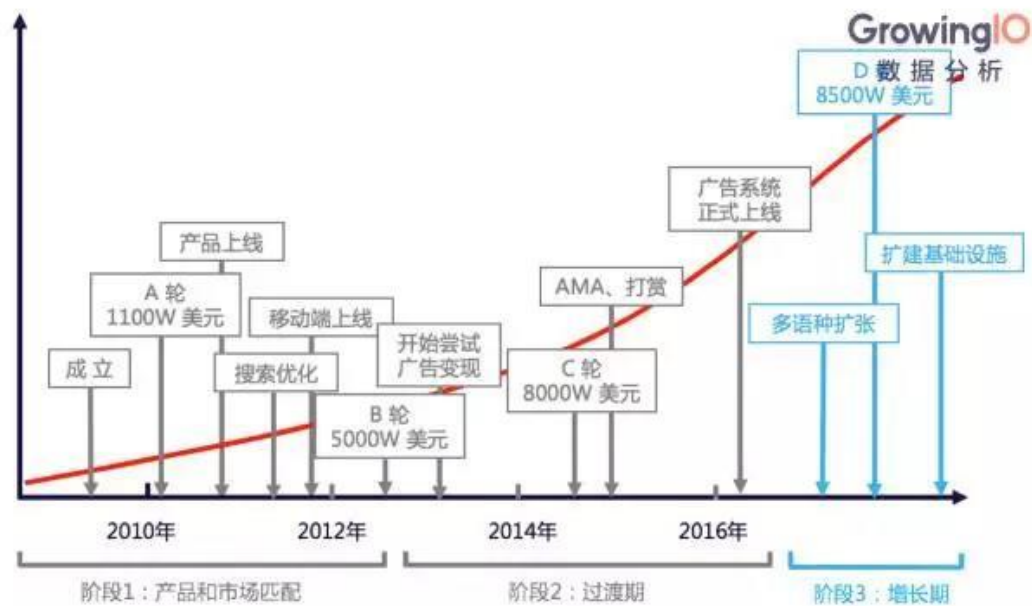 GrowingIO
数据分析
D
8500W 美元
广告系统
正式上线
产品上线
扩建基础设施
A 轮
1100W 美元
AMA、打赏
移动端上线
多语种扩张
开始尝试
广告变现
成 立
搜索优化
C 轮
8000W 美元
B 轮
5000W 美元
2010年
2012年
2014年
2016年
阶段1：产品和市场匹配
阶段2：过渡期
阶段3：增长期